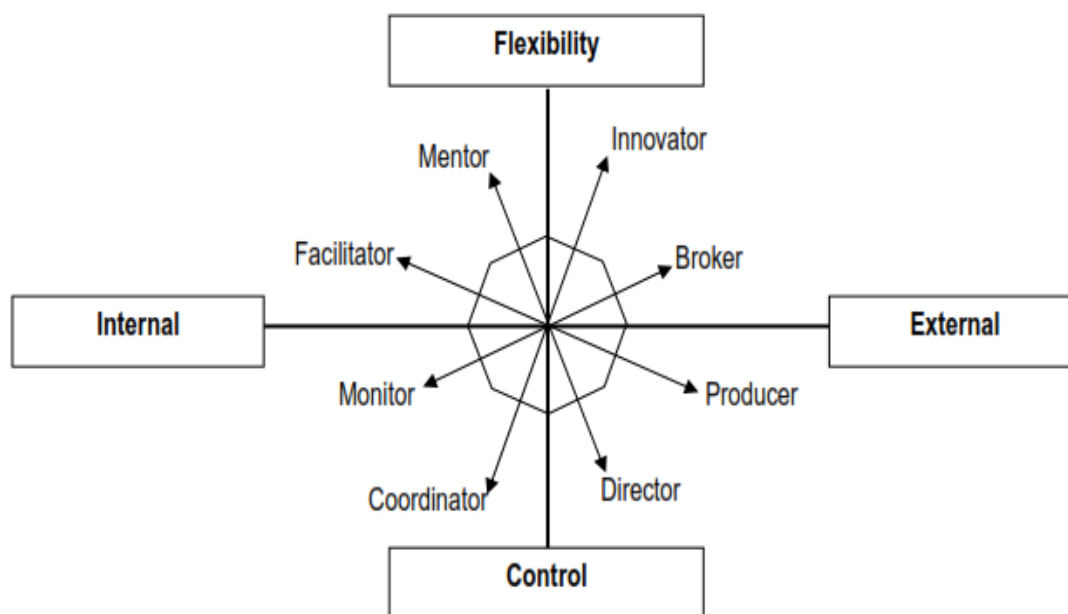 Flexibility
Innovator
Mentor
Facilitator
Broker
Internal
External
Monitor
Producer
Coordinator
Director
Control